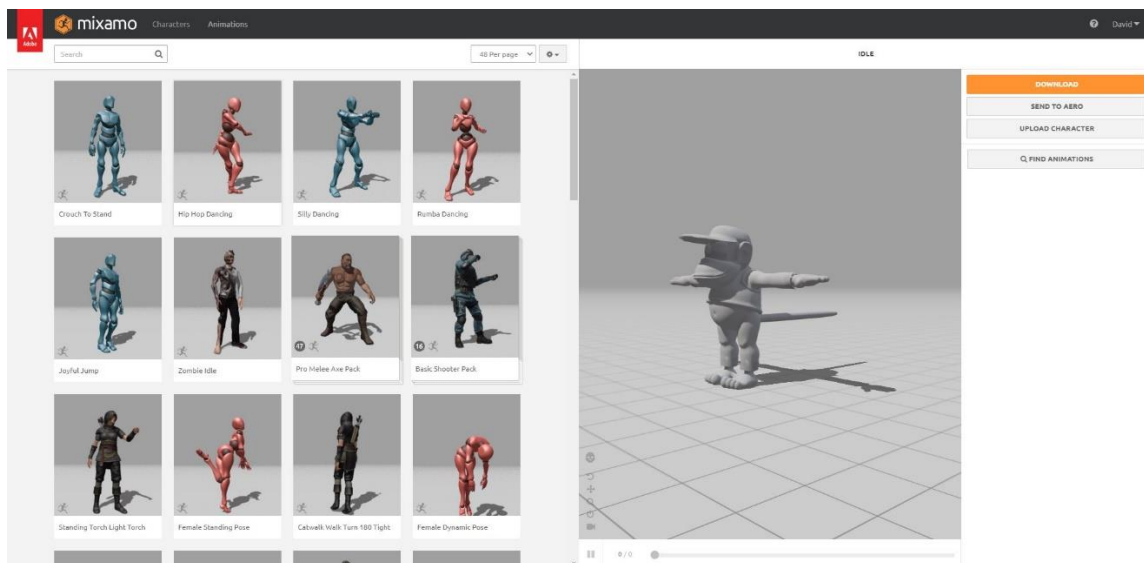 mixamo Characters Animations David
Adobe
Search 48 Per page IDLE
DOWNLOAD
SEND TO AERO
UPLOAD CHARACTER
FIND ANIMATIONS
Crouch To Stand Hip Hop Dancing Silly Dancing Rumba Dancing
47 16
Joyful Jump Zombie Idle Pro Melee Axe Pack Basic Shooter Pack
Standing Torch Light Torch Female Standing Pose Catwalk Walk Turn 180 Tight Female Dynamic Pose
0 / 0